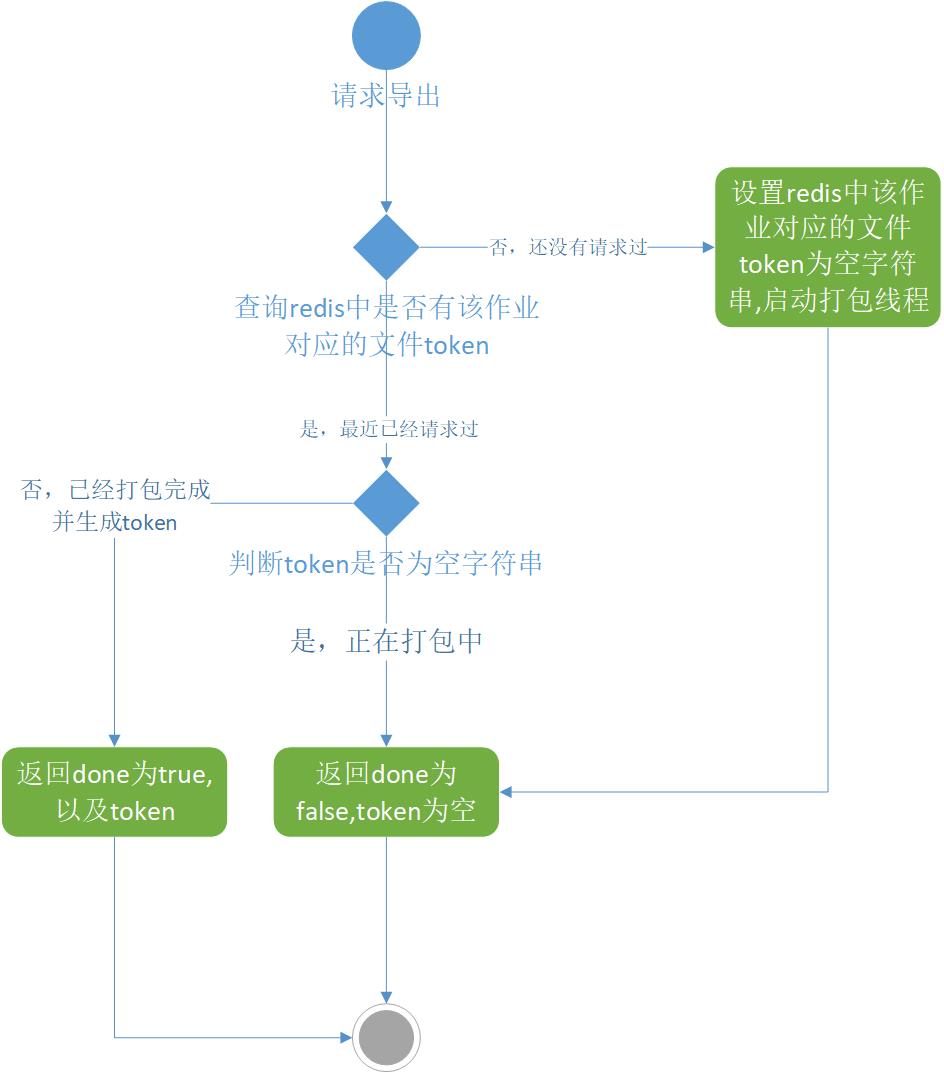 请求导出
否，还没有请求过
设置redis中该作
业对应的文件
token为空字符
串,启动打包线程
查询redis中是否有该作业
对应的文件token
是，最近已经请求过
否，已经打包完成
并生成token
判断token是否为空字符串
是，正在打包中
返回done为true,
以及token
返回done为
false,token为空